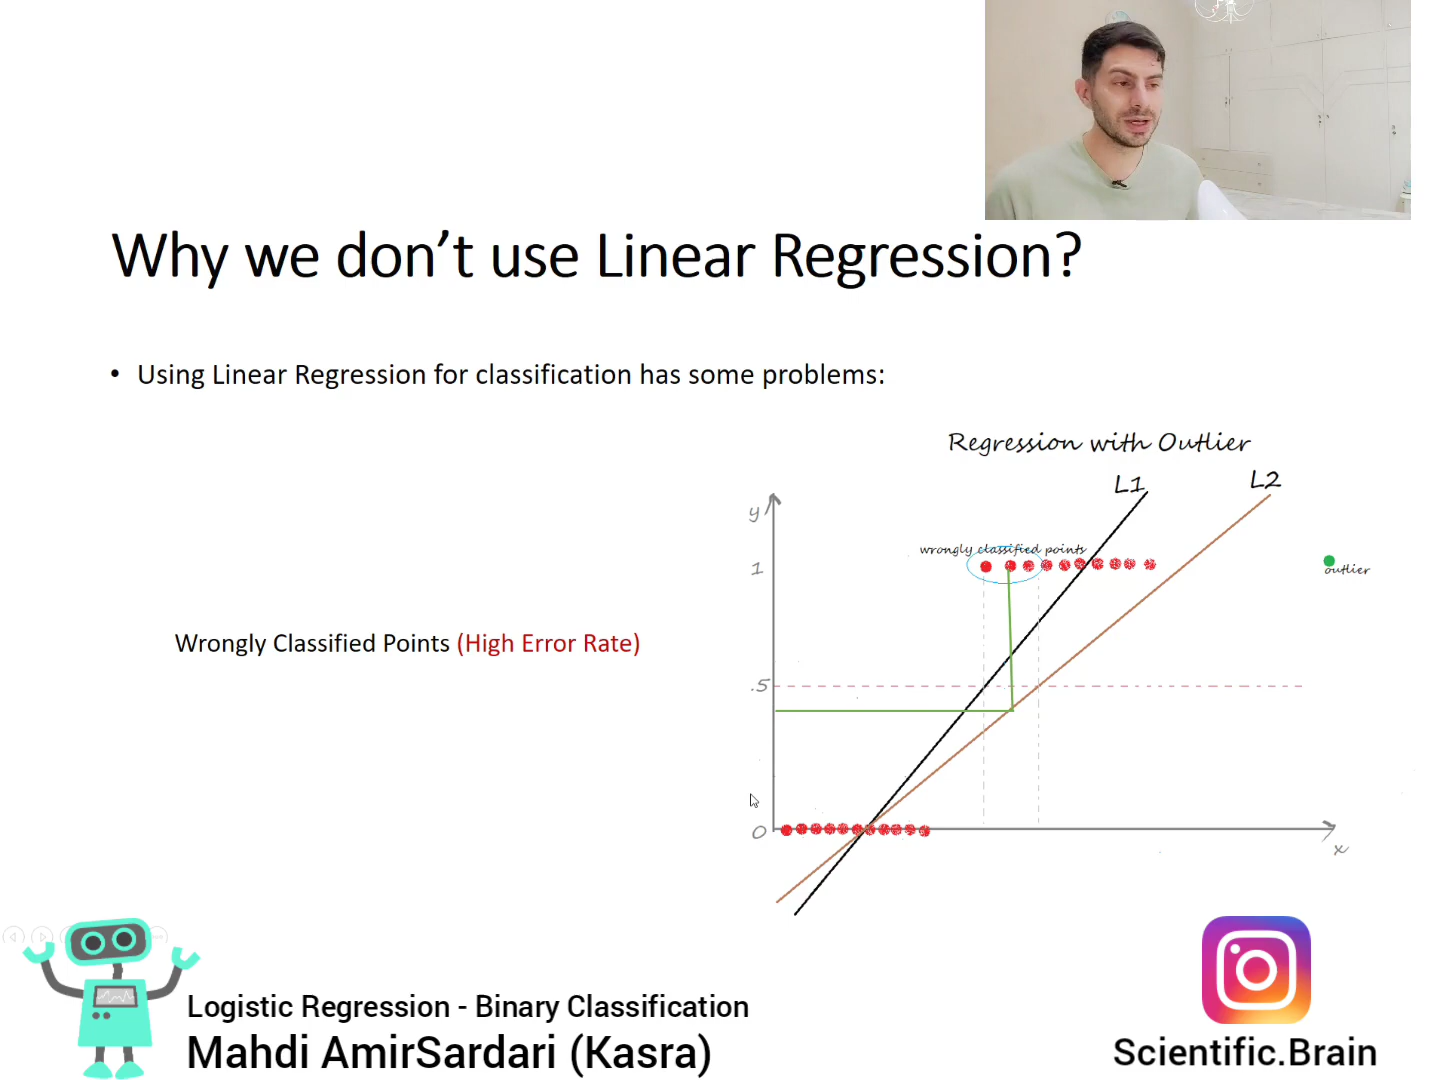 Why we don’t use Linear Regression?
• Using Linear Regression for classification has some problems:
Regression with Outlier
L1
L2
y
wrongly classified points
1
outlier
Wrongly Classified Points (High Error Rate)
.5
0
x
Logistic Regression - Binary Classification
Mahdi AmirSardari (Kasra)
Scientific.Brain